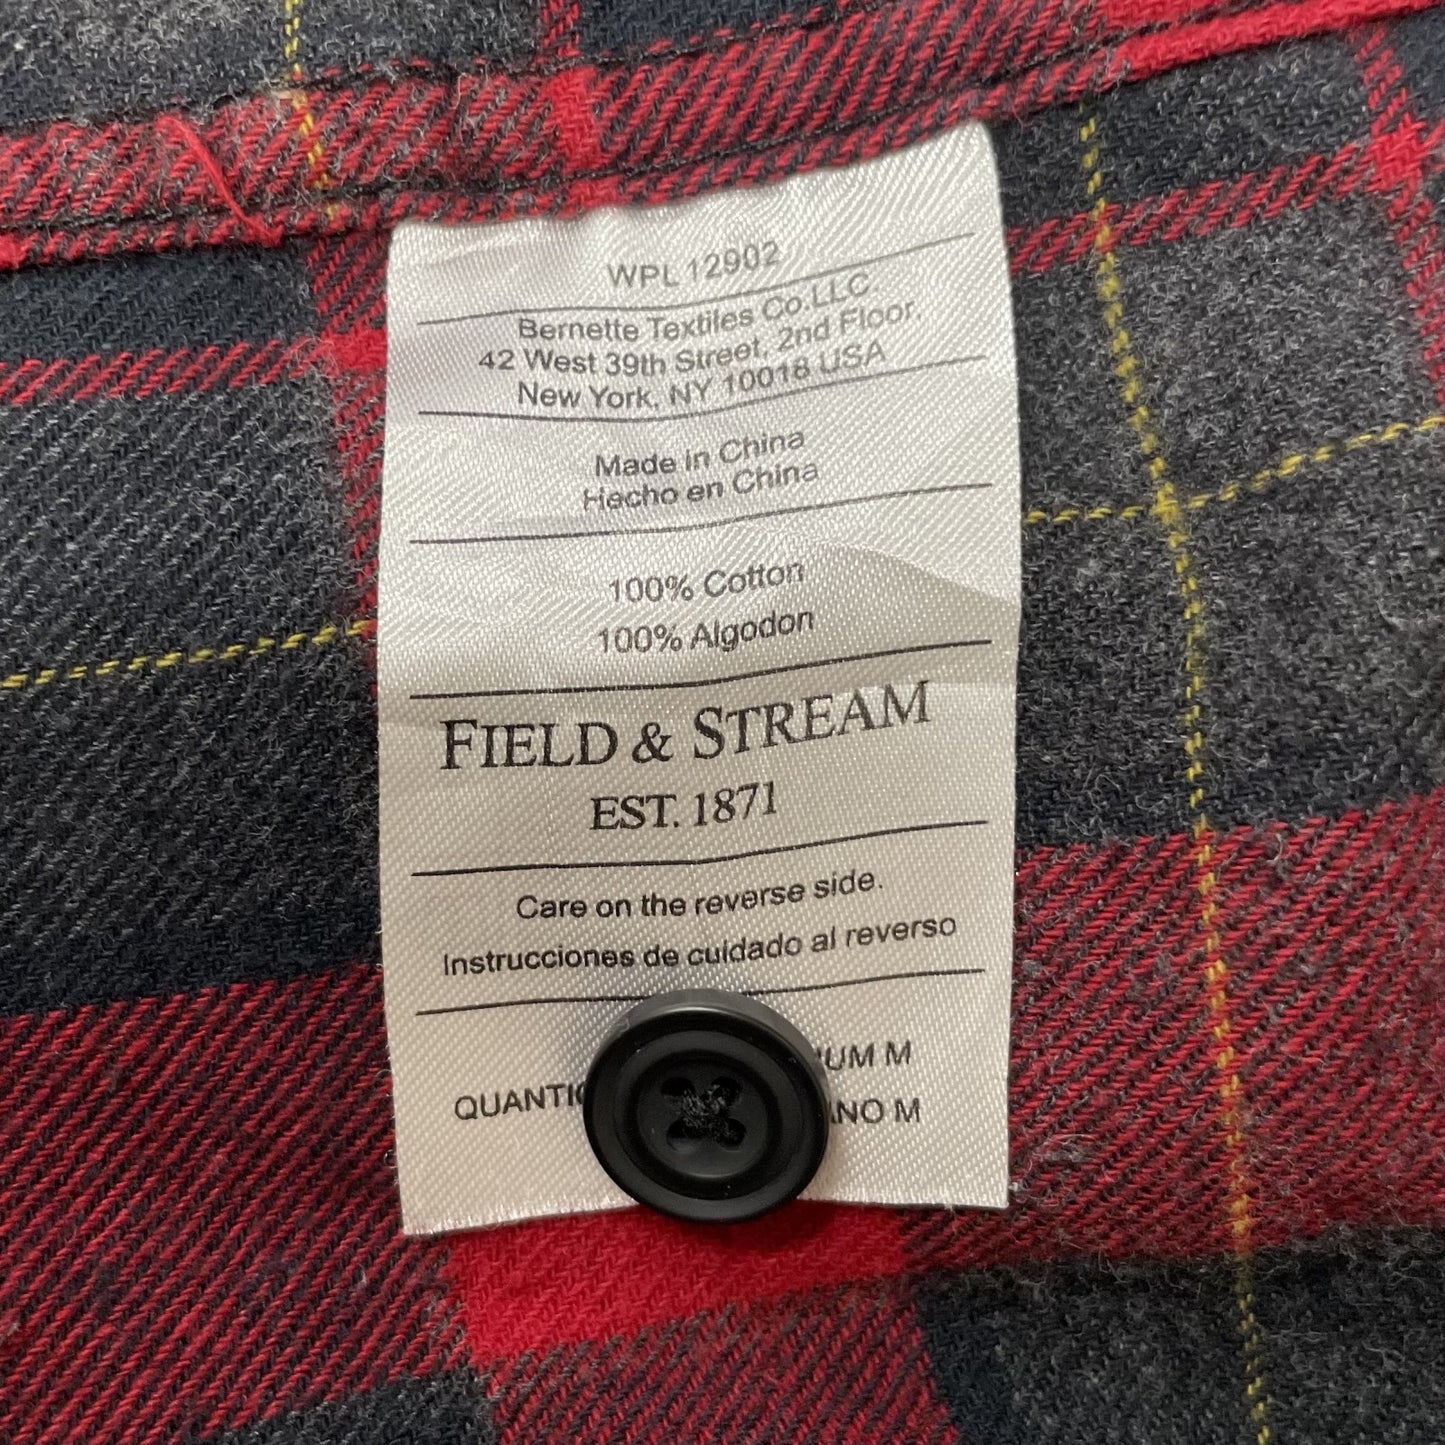 WPL 12902
Bernette Textiles Co.LLC.
42 West 39th Street, 2nd Floor,
New York, NY 10018 USA
Made in China
Hecho en China
100% Cotton
100% Algodon
FIELD & STREAM
EST. 1871
Care on the reverse side.
Instrucciones de cuidado al reverso
M
M